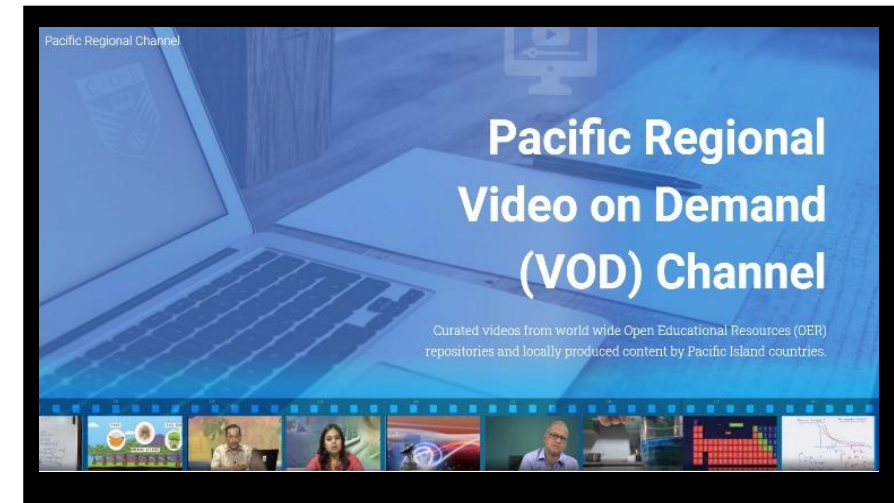 Pacific Regional Channel
Pacific Regional
Video on Demand
(VOD) Channel
Curated videos from world wide Open Educational Resources (OER)
repositories and locally produced content by Pacific Island countries.